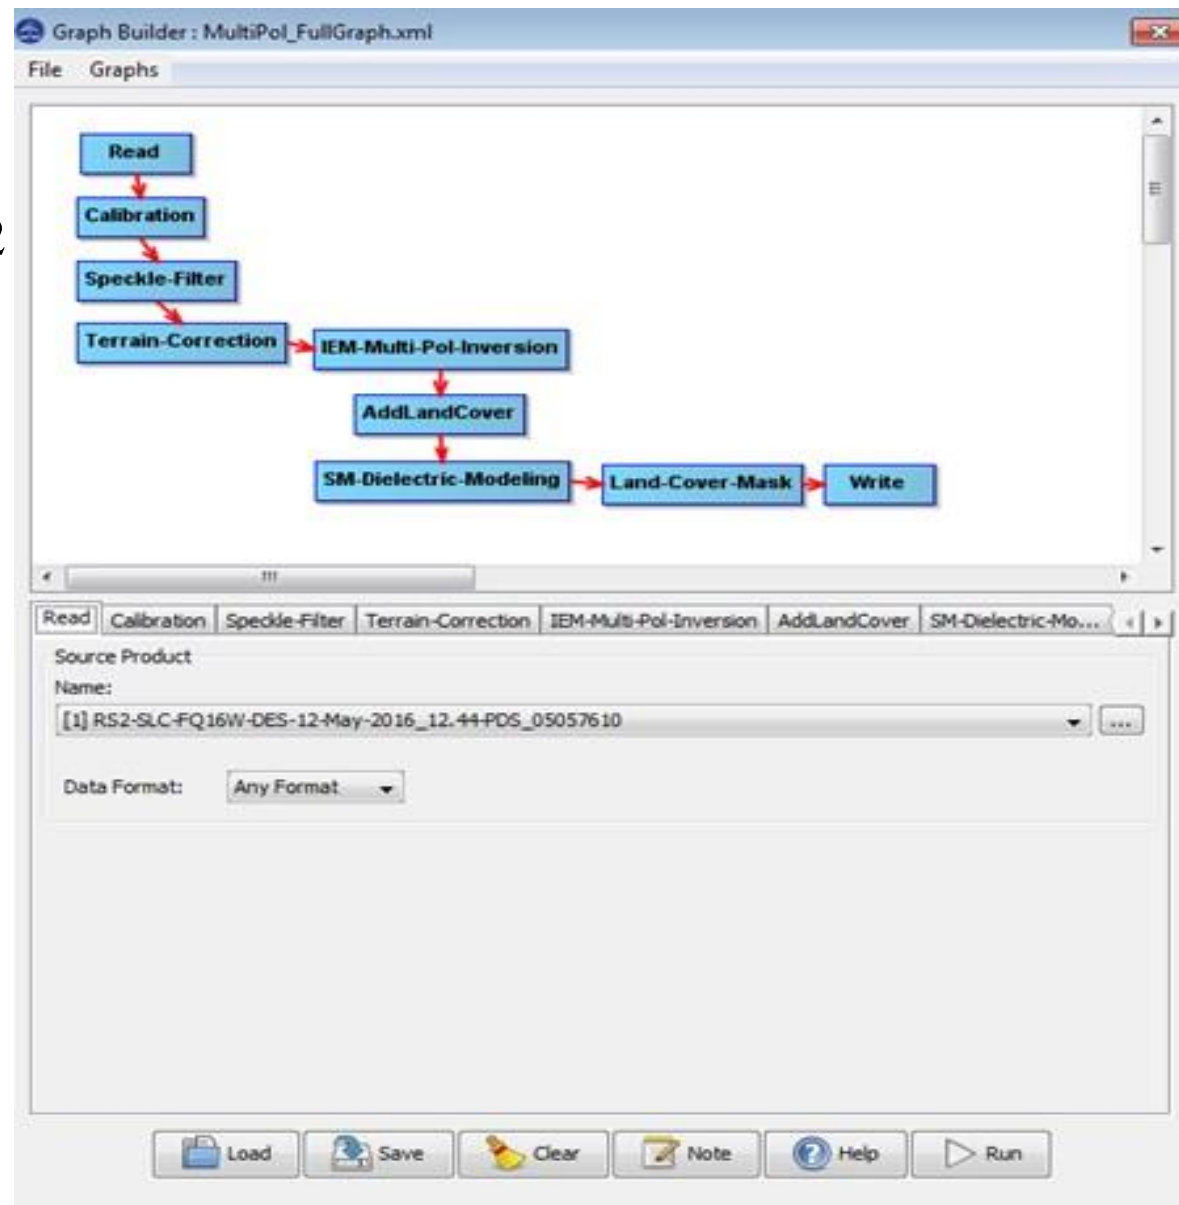 Graph Builder : MultiPol_FullGraph.xml
File Graphs
Read
Calibration
Speckle-Filter
Terrain-Correction
IEM-Multi-Pol-Inversion
AddLandCover
SM-Dielectric-Modeling
Land-Cover-Mask
Write
Read Calibration Speckle-Filter Terrain-Correction IEM-Multi-Pol-Inversion AddLandCover SM-Dielectric-Mo...
Source Product
Name:
[1] RS2-SLC-FQ16W-DES-12-May-2016_12.44-PDS_05057610
...
Data Format: Any Format
Load Save Clear Note Help Run